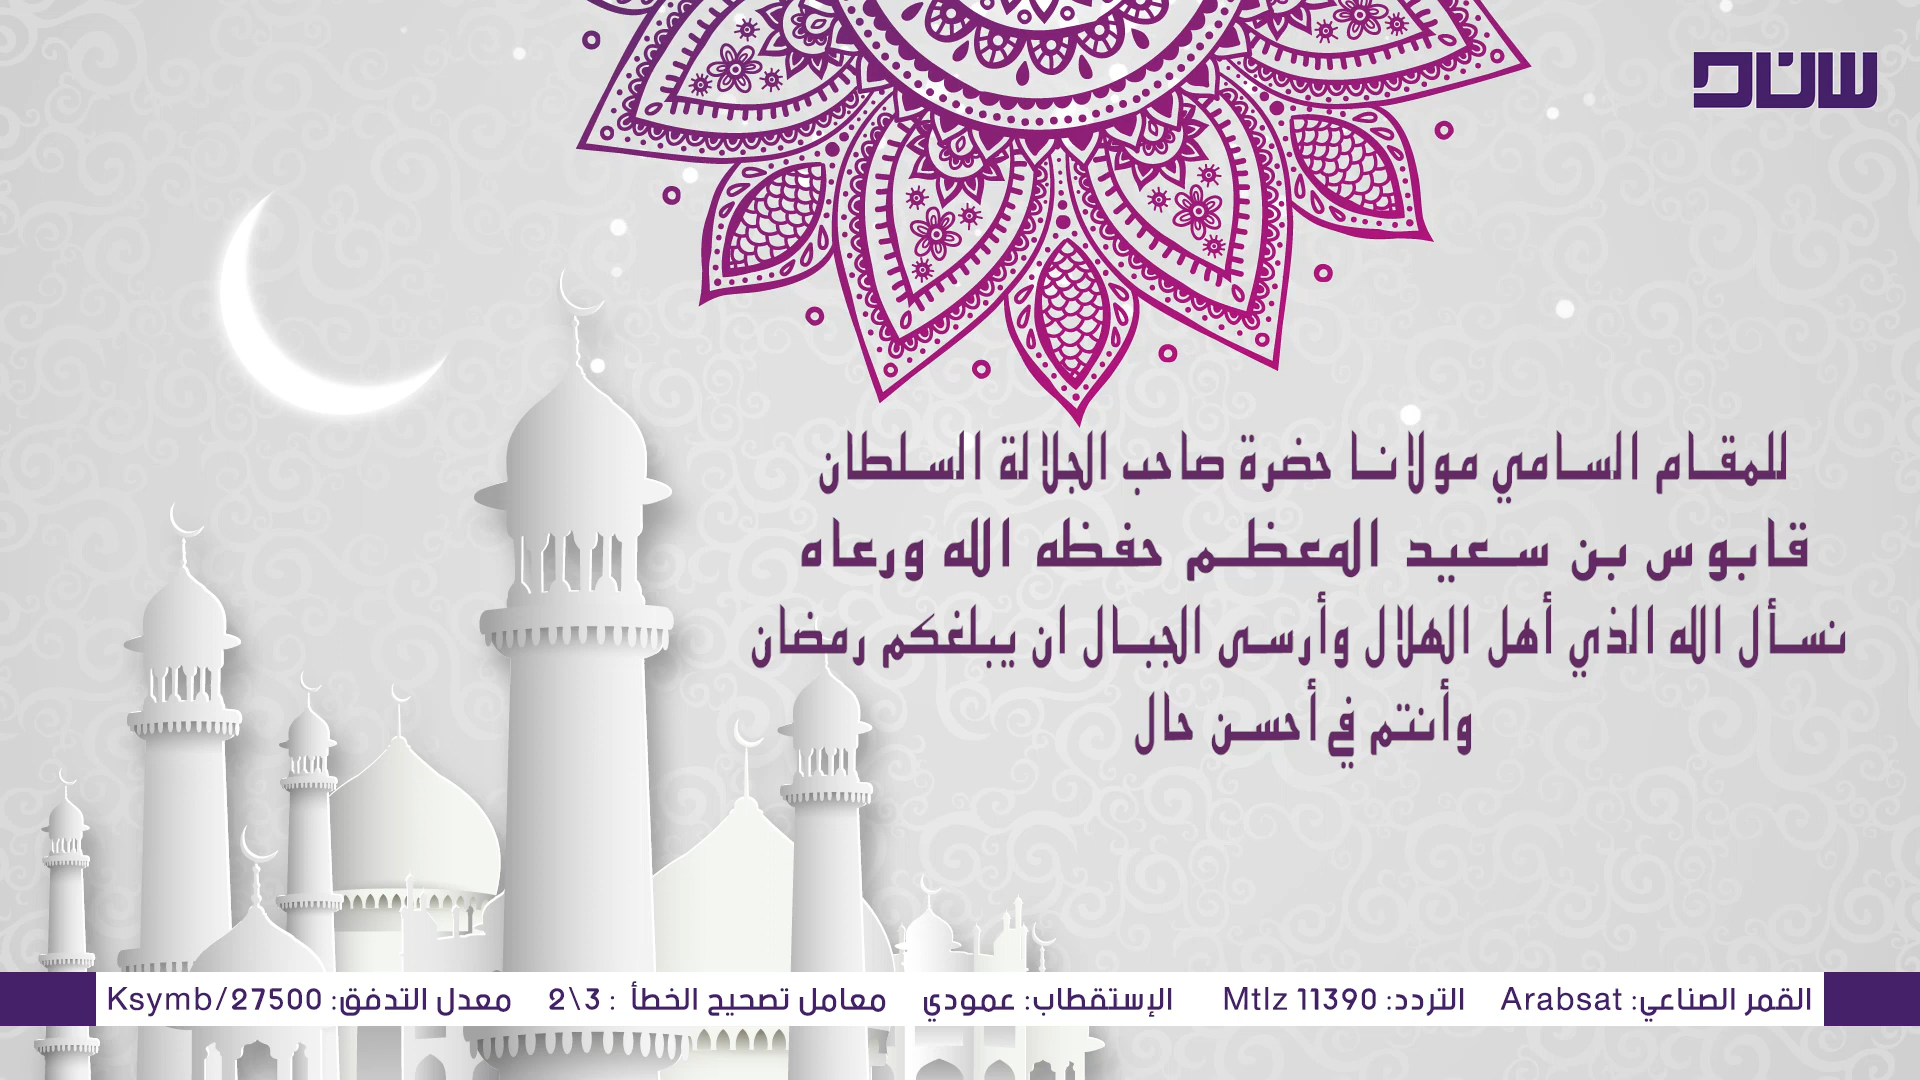 سناد
للمقام السامي مولانا حضرة صاحب الجلالة السلطان
قابوس بن سعيد المعظم حفظه الله ورعاه
نسأل الله الذي أهل الهلال وأرسى الجبال ان يبلغكم رمضان
وأنتم في أحسن حال
القمر الصناعي: Arabsat التردد: 11390 Mtlz الإستقطاب: عمودي معامل تصحيح الخطأ : 3\2 معدل التدفق: 27500/Ksymb